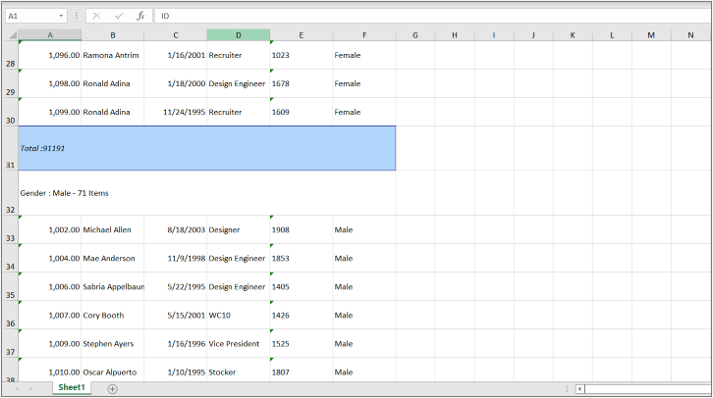 A1 fx ID
A B C D E F G H I J K L M N
28 1,096.00 Ramona Antrim 1/16/2001 Recruiter 1023 Female
29 1,098.00 Ronald Adina 1/18/2000 Design Engineer 1678 Female
30 1,099.00 Ronald Adina 11/24/1995 Recruiter 1609 Female
31 Total :91191
32 Gender : Male - 71 Items
33 1,002.00 Michael Allen 8/18/2003 Designer 1908 Male
34 1,004.00 Mae Anderson 11/9/1998 Design Engineer 1853 Male
35 1,006.00 Sabria Appelbaun 5/22/1995 Design Engineer 1405 Male
36 1,007.00 Cory Booth 5/15/2001 WC10 1426 Male
37 1,009.00 Stephen Ayers 1/16/1996 Vice President 1525 Male
38 1,010.00 Oscar Alpuerto 1/10/1995 Stocker 1807 Male
Sheet1